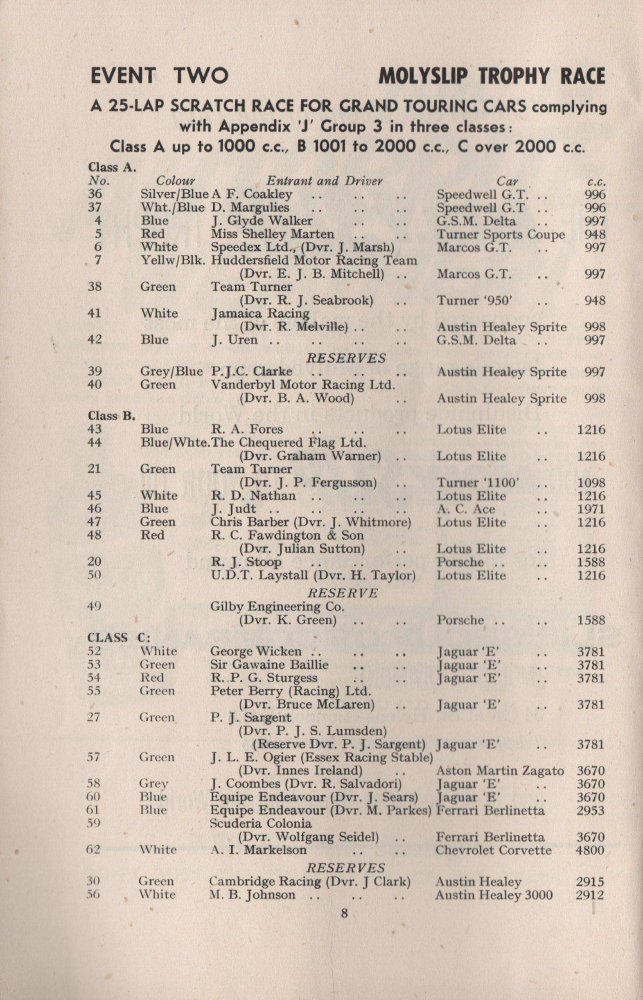 EVENT TWO MOLYSLIP TROPHY RACE
A 25-LAP SCRATCH RACE FOR GRAND TOURING CARS complying
with Appendix 'J' Group 3 in three classes:
Class A up to 1000 c.c., B 1001 to 2000 c.c., C over 2000 c.c.
Class A.
No. Colour Entrant and Driver Car c.c.
36 Silver/Blue A F. Coakley .. .. .. Speedwell G.T. .. 996
37 Wht./Blue D. Margulies .. .. .. Speedwell G.T .. 996
4 Blue J. Glyde Walker .. .. G.S.M. Delta .. 997
5 Red Miss Shelley Marten .. .. Turner Sports Coupe 948
6 White Speedex Ltd., (Dvr. J. Marsh) Marcos G.T. .. 997
7 Yellw/Blk. Huddersfield Motor Racing Team
(Dvr. E. J. B. Mitchell) .. Marcos G.T. .. 997
38 Green Team Turner
(Dvr. R. J. Seabrook) .. Turner '950' .. 948
41 White Jamaica Racing
(Dvr. R. Melville) .. .. Austin Healey Sprite 998
42 Blue J. Uren .. .. .. .. G.S.M. Delta .. 997
RESERVES
39 Grey/Blue P.J.C. Clarke .. .. .. Austin Healey Sprite 997
40 Green Vanderbyl Motor Racing Ltd.
(Dvr. B. A. Wood) .. Austin Healey Sprite 998
Class B.
43 Blue R. A. Fores .. .. .. Lotus Elite .. 1216
44 Blue/Whte. The Chequered Flag Ltd.
(Dvr. Graham Warner) .. Lotus Elite .. 1216
21 Green Team Turner
(Dvr. J. P. Fergusson) .. Turner '1100' .. 1098
45 White R. D. Nathan .. .. .. Lotus Elite .. 1216
46 Blue J. Judt .. .. .. .. A. C. Ace .. 1971
47 Green Chris Barber (Dvr. J. Whitmore) Lotus Elite .. 1216
48 Red R. C. Fawdington & Son
(Dvr. Julian Sutton) .. Lotus Elite .. 1216
20 R. J. Stoop .. .. .. Porsche .. .. 1588
50 U.D.T. Laystall (Dvr. H. Taylor) Lotus Elite .. 1216
RESERVE
49 Gilby Engineering Co.
(Dvr. K. Green) .. .. Porsche .. .. 1588
CLASS C:
52 White George Wicken .. .. .. Jaguar 'E' .. 3781
53 Green Sir Gawaine Baillie .. .. Jaguar 'E' .. 3781
54 Red R. P. G. Sturgess .. .. Jaguar 'E' .. 3781
55 Green Peter Berry (Racing) Ltd.
(Dvr. Bruce McLaren) .. Jaguar 'E' .. 3781
27 Green P. J. Sargent
(Dvr. P. J. S. Lumsden)
(Reserve Dvr. P. J. Sargent) Jaguar 'E' .. 3781
57 Green J. L. E. Ogier (Essex Racing Stable)
(Dvr. Innes Ireland) .. Aston Martin Zagato 3670
58 Grey J. Coombes (Dvr. R. Salvadori) Jaguar 'E' .. 3670
60 Blue Equipe Endeavour (Dvr. J. Sears) Jaguar 'E' .. 3670
61 Blue Equipe Endeavour (Dvr. M. Parkes) Ferrari Berlinetta 2953
59 Scuderia Colonia
(Dvr. Wolfgang Seidel) .. Ferrari Berlinetta 3670
62 White A. I. Markelson .. .. Chevrolet Corvette 4800
RESERVES
30 Green Cambridge Racing (Dvr. J Clark) Austin Healey 2915
56 White M. B. Johnson .. .. .. Austin Healey 3000 2912
8